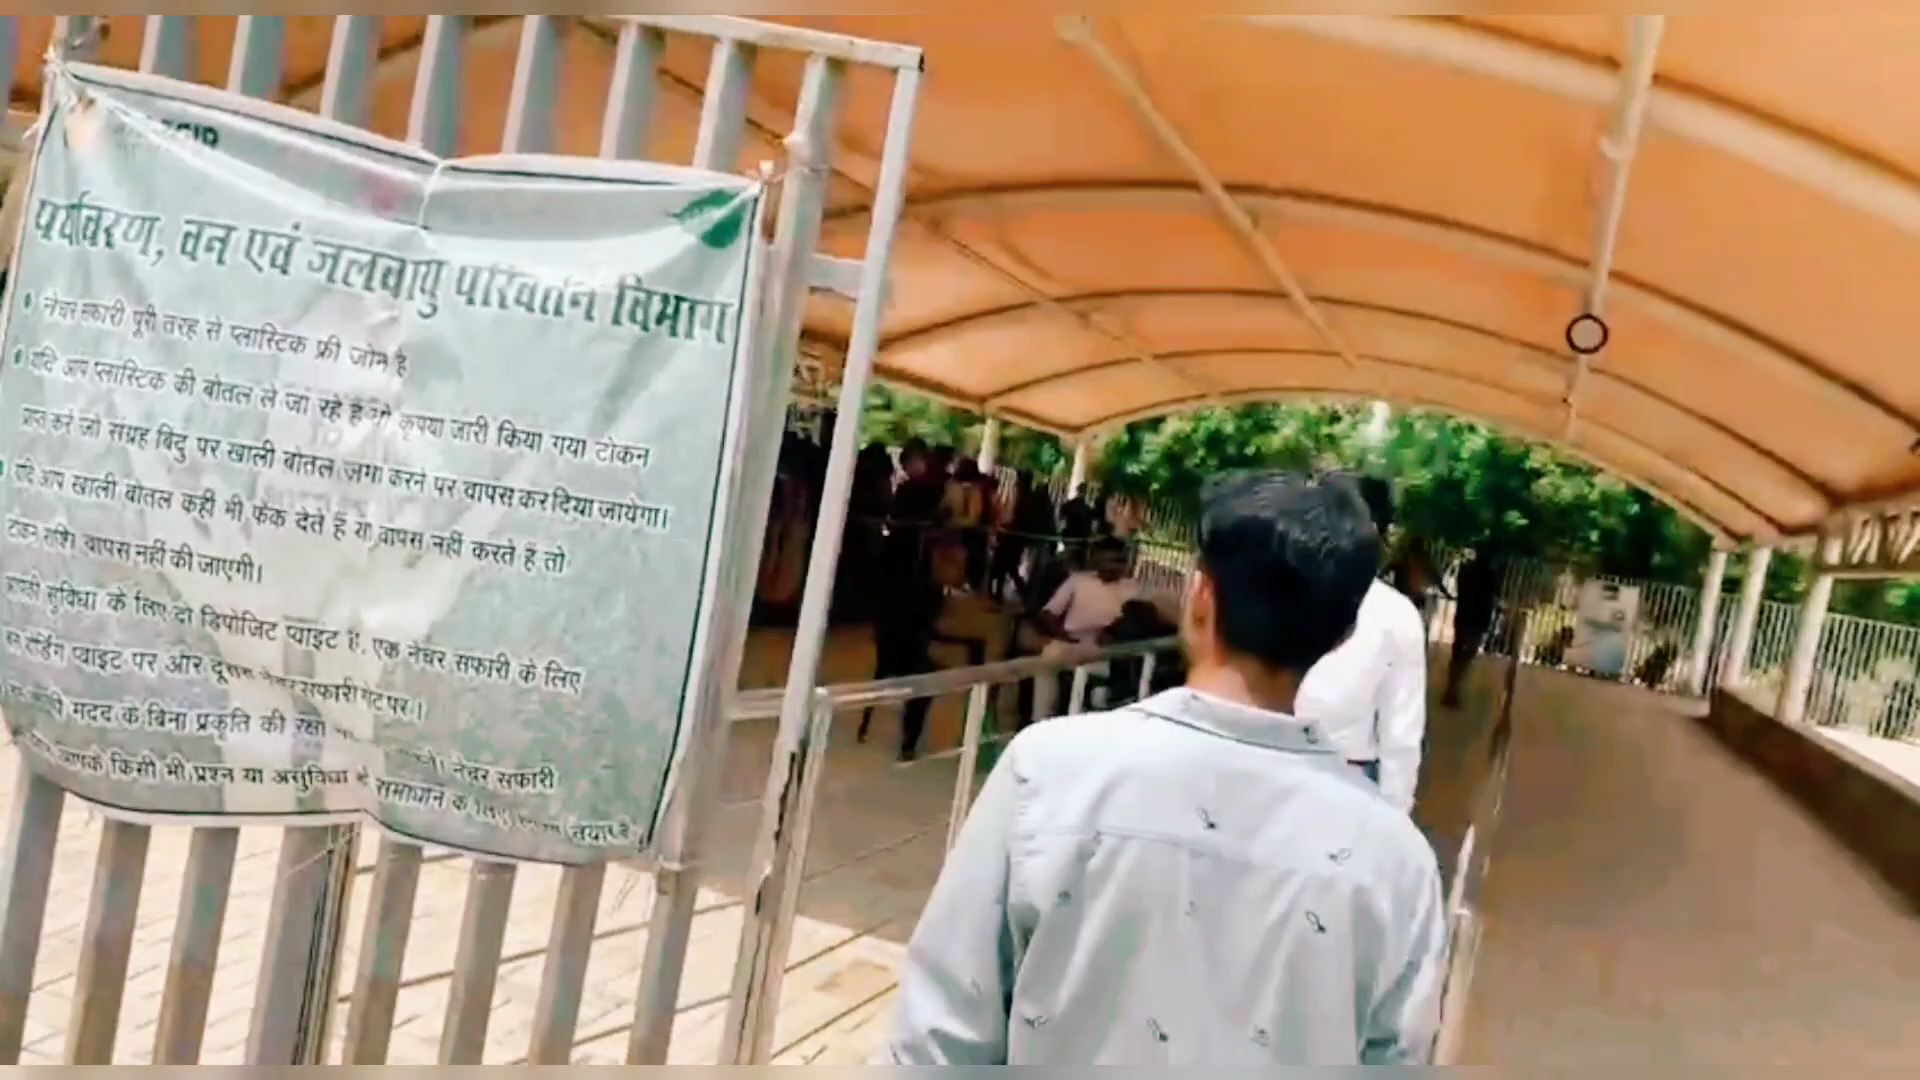 पर्यावरण, वन एवं जलवायु परिवर्तन विभाग
नेचर सफारी पूरी तरह से प्लास्टिक फ्री जोन है
यदि आप प्लास्टिक की बोतल ले जा रहे है तो कृपया जारी किया गया टोकन
प्राप्त करें जो संग्रह बिंदु पर खाली बोतल जमा करने पर वापस कर दिया जायेगा।
यदि आप खाली बोतल कहीं भी फेंक देते है या वापस नहीं करते है तो
टोकन राशि वापस नहीं की जाएगी।
आपकी सुविधा के लिए दो डिपोजिट प्वाइंट है, एक नेचर सफारी के लिए
बस बोर्डिंग प्वाइंट पर और दूसरा नेचर सफारी गेट पर।
मदद के बिना प्रकृति की रक्षा नेचर सफारी
आपके किसी भी प्रश्न या असुविधा के समाधान के लिए तैयार है